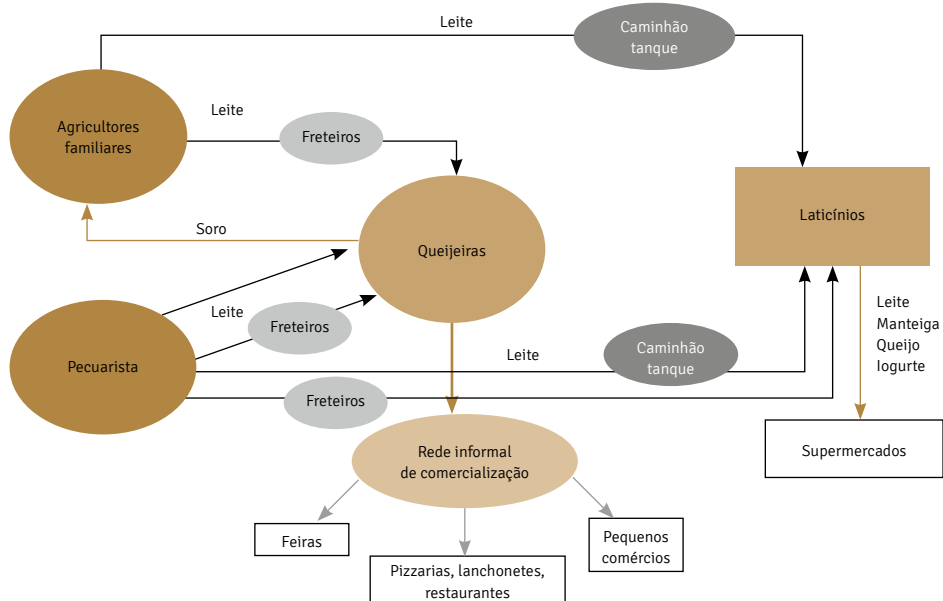 Leite
Caminhão
tanque
Leite
Agricultores
familiares
Freteiros
Laticínios
Soro
Queijeiras
Leite
Freteiros
Leite
Manteiga
Queijo
Iogurte
Pecuarista
Leite
Caminhão
tanque
Freteiros
Rede informal
de comercialização
Supermercados
Feiras
Pizzarias, lanchonetes,
restaurantes
Pequenos
comércios